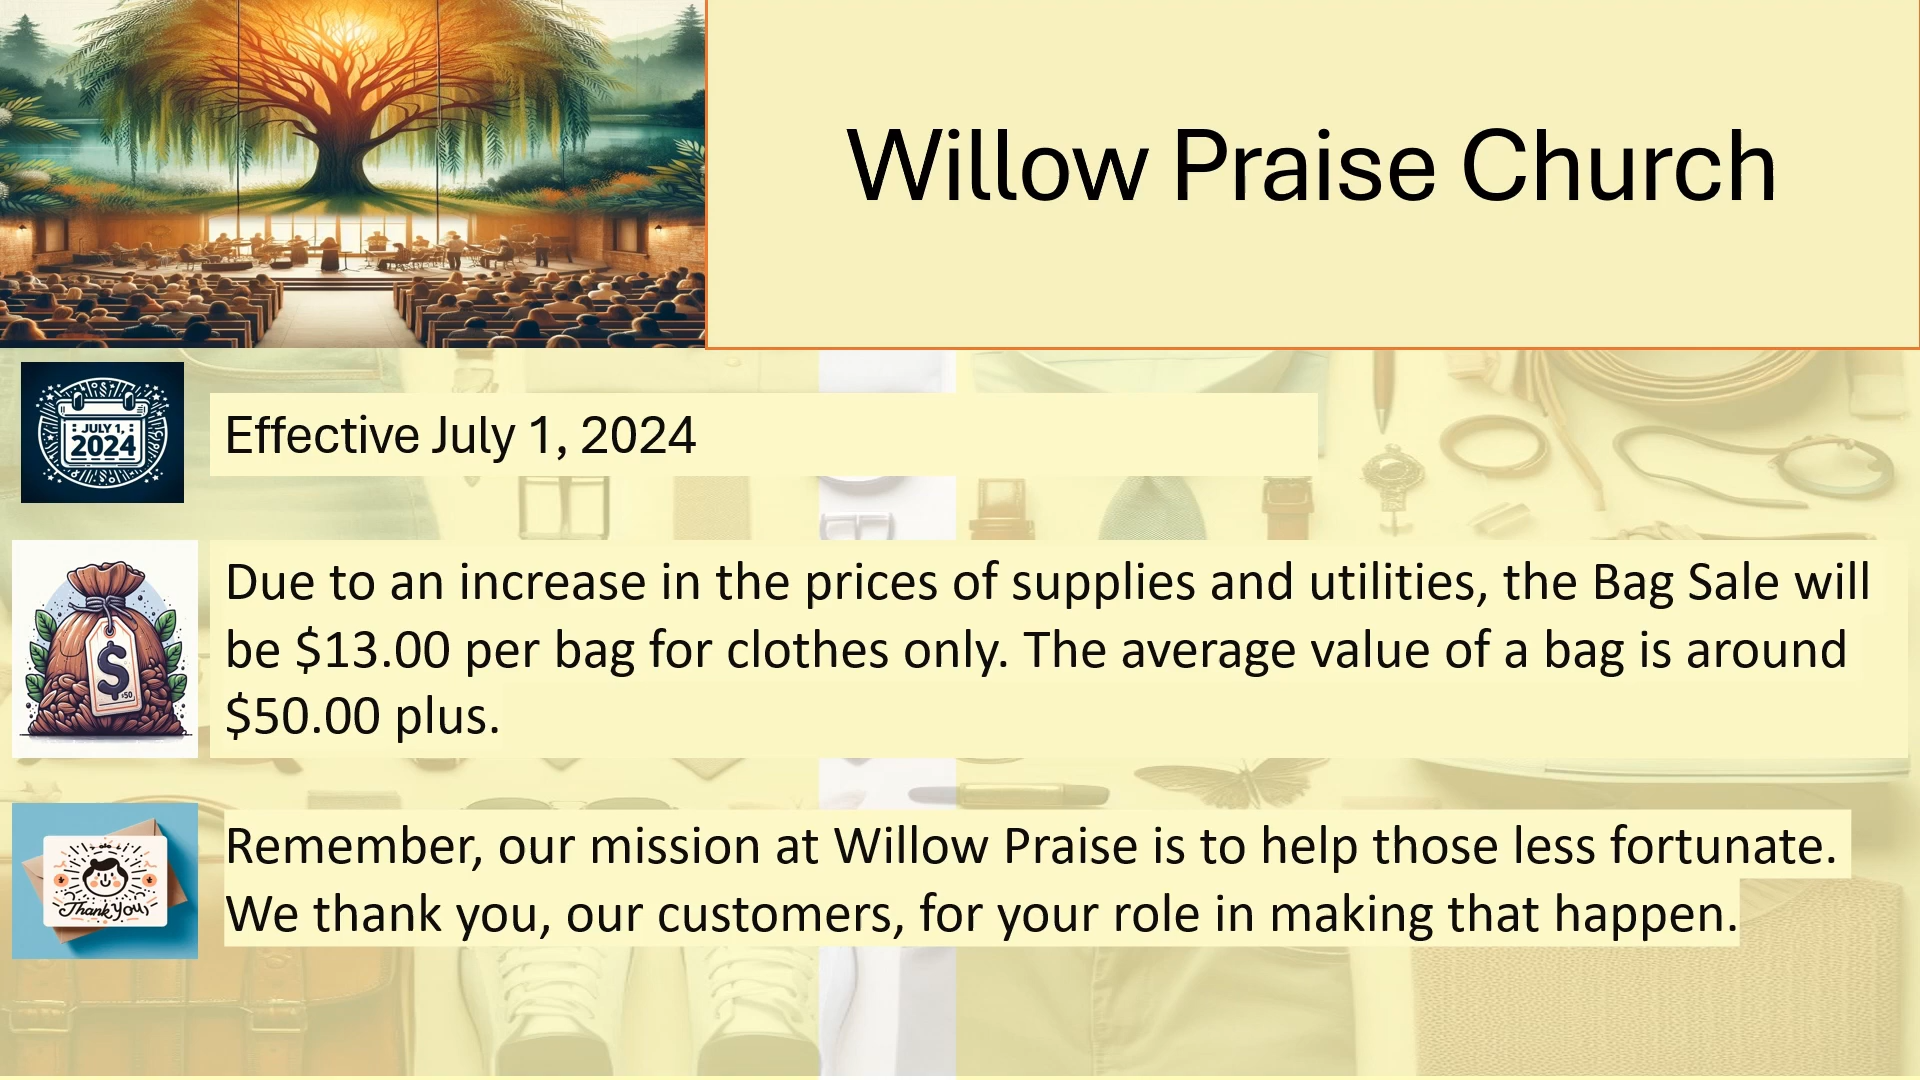 Willow Praise Church
JULY 1,
2024
Effective July 1, 2024
Due to an increase in the prices of supplies and utilities, the Bag Sale will
be $13.00 per bag for clothes only. The average value of a bag is around
$50.00 plus.
$
$50
Remember, our mission at Willow Praise is to help those less fortunate.
We thank you, our customers, for your role in making that happen.
Thank you,